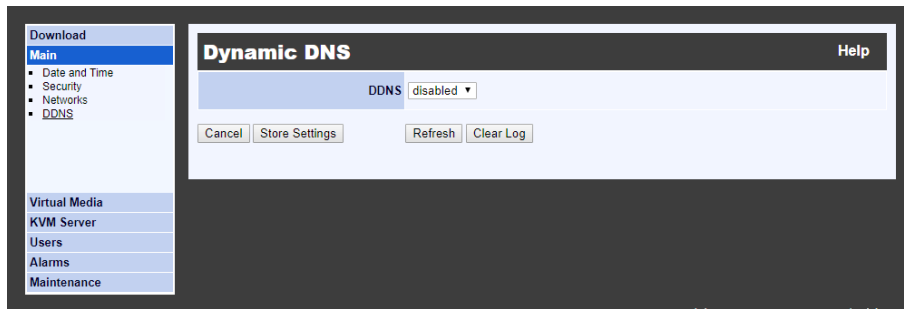 Download
Main
Date and Time
Security
Networks
DDNS
Virtual Media
KVM Server
Users
Alarms
Maintenance
Dynamic DNS Help
DDNS disabled
Cancel Store Settings Refresh Clear Log